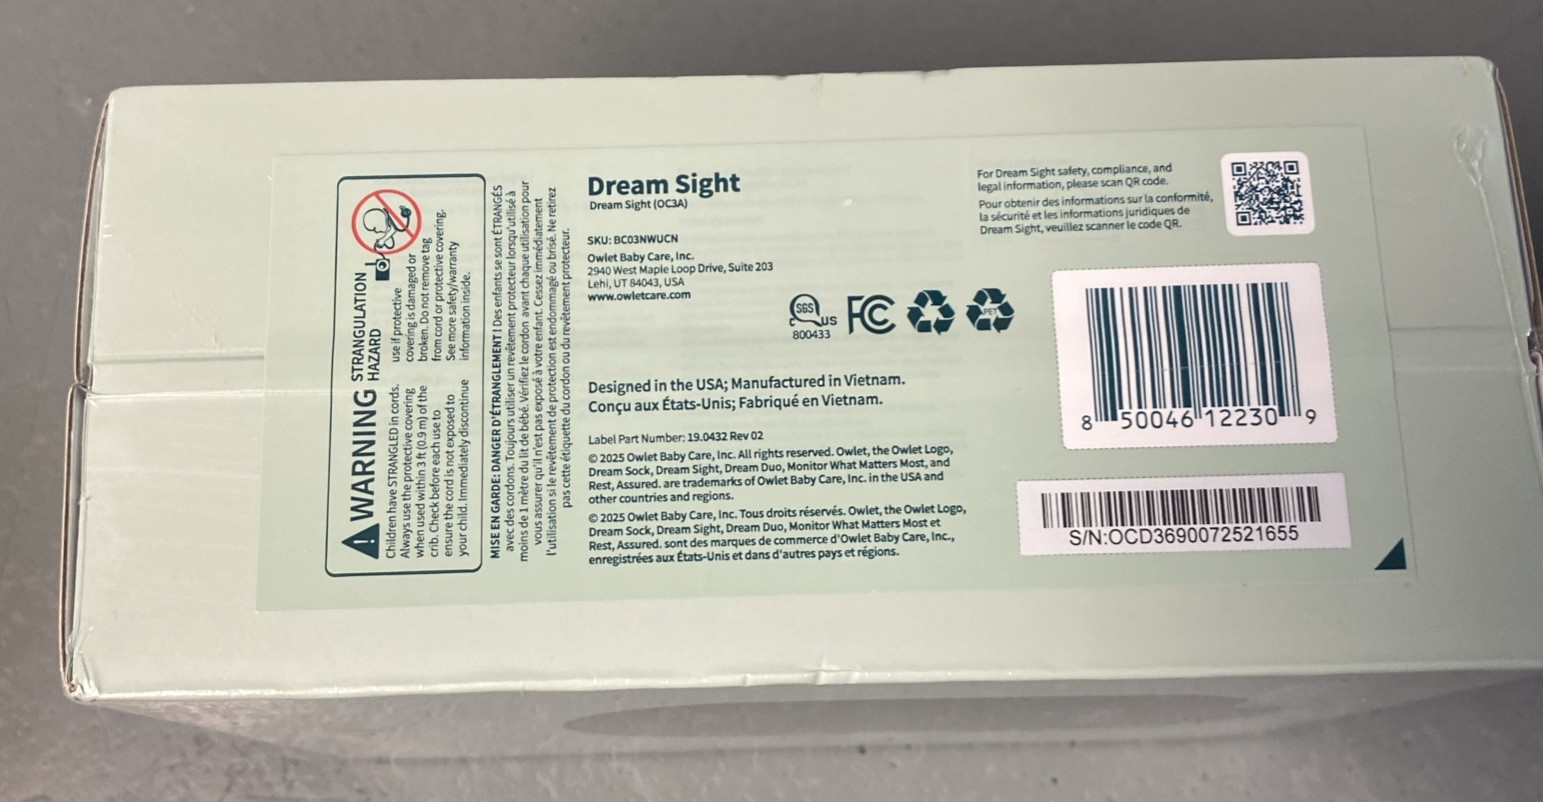 WARNING STRANGULATION
HAZARD
Children have STRANGLED in cords.
Always use the protective covering
when used within 3 ft (0.9 m) of the
crib. Check before each use to
ensure the cord is not exposed to
your child. Immediately discontinue
use if protective
covering is damaged or
broken. Do not remove tag
from cord or protective covering.
See more safety/warranty
information inside.
MISE EN GARDE: DANGER D'ÉTRANGLEMENT! Des enfants se sont ÉTRANGÉS
avec des cordons. Toujours utiliser un revêtement protecteur lorsqu'utilisé à
moins de 1 mètre du lit de bébé. Vérifiez le cordon avant chaque utilisation pour
vous assurer qu'il n'est pas exposé à votre enfant. Cessez immédiatement
l'utilisation si le revêtement de protection est endommagé ou brisé. Ne retirez
pas cette étiquette du cordon ou du revêtement protecteur.
Dream Sight
Dream Sight (OC3A)
SKU: BC03NWUCN
Owlet Baby Care, Inc.
2940 West Maple Loop Drive, Suite 203
Lehi, UT 84043, USA
www.owletcare.com
SGS
US
800433
FC
PET
Designed in the USA; Manufactured in Vietnam.
Conçu aux États-Unis; Fabriqué en Vietnam.
Label Part Number: 19.0432 Rev 02
© 2025 Owlet Baby Care, Inc. All rights reserved. Owlet, the Owlet Logo,
Dream Sock, Dream Sight, Dream Duo, Monitor What Matters Most, and
Rest, Assured. are trademarks of Owlet Baby Care, Inc. in the USA and
other countries and regions.
© 2025 Owlet Baby Care, Inc. Tous droits réservés. Owlet, the Owlet Logo,
Dream Sock, Dream Sight, Dream Duo, Monitor What Matters Most et
Rest, Assured. sont des marques de commerce d'Owlet Baby Care, Inc.,
enregistrées aux États-Unis et dans d'autres pays et régions.
For Dream Sight safety, compliance, and
legal information, please scan QR code.
Pour obtenir des informations sur la conformité,
la sécurité et les informations juridiques de
Dream Sight, veuillez scanner le code QR.
8 50046 12230 9
S/N:OCD3690072521655